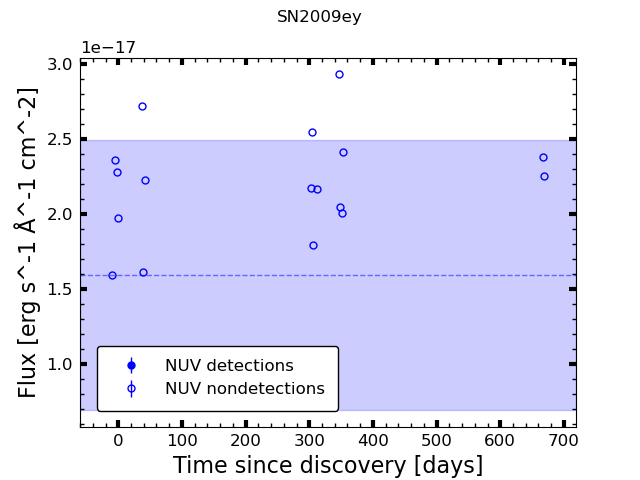 SN2009ey
1e−17
3.0
2.5
2.0
1.5
1.0
Flux [erg s^-1 Å^-1 cm^-2]
NUV detections
NUV nondetections
0 100 200 300 400 500 600 700
Time since discovery [days]